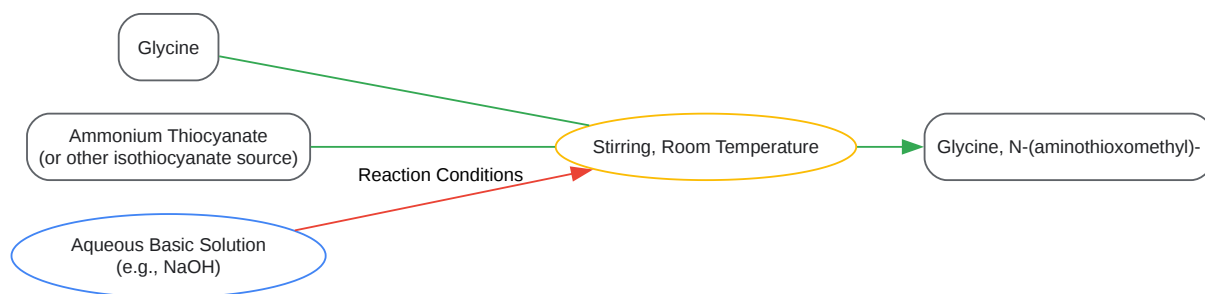 Glycine
Ammonium Thiocyanate
(or other isothiocyanate source)
Stirring, Room Temperature
Glycine, N-(aminothioxomethyl)-
Reaction Conditions
Aqueous Basic Solution
(e.g., NaOH)